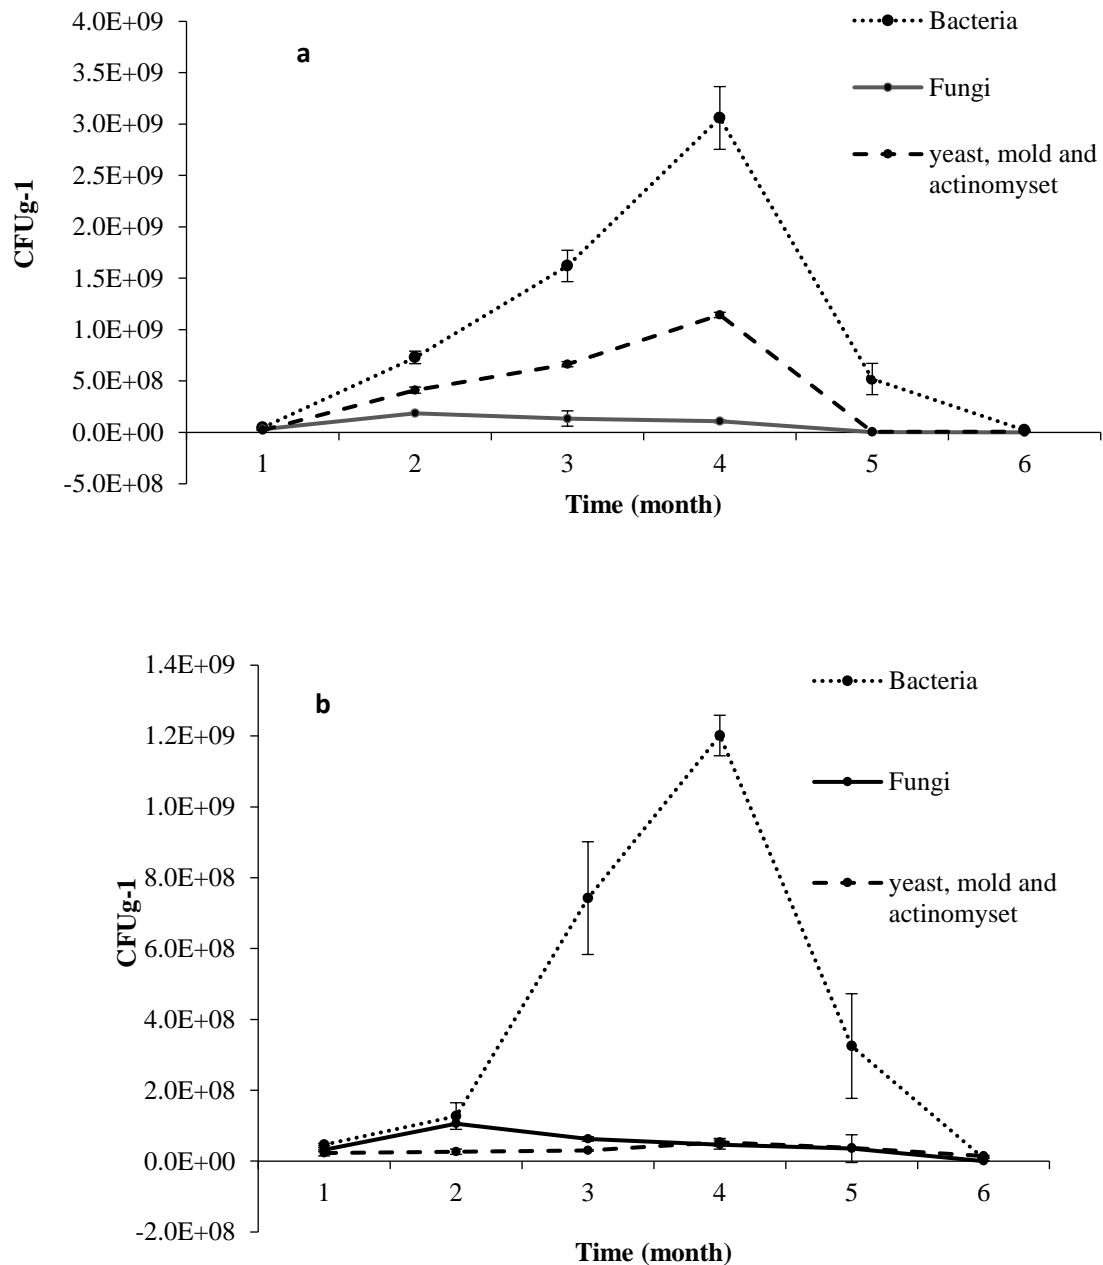 4.0E+09
3.5E+09
3.0E+09
2.5E+09
2.0E+09
1.5E+09
1.0E+09
5.0E+08
0.0E+00
-5.0E+08
CFUg-1
a
Bacteria
Fungi
yeast, mold and
actinomyset
1 2 3 4 5 6
Time (month)
1.4E+09
1.2E+09
1.0E+09
8.0E+08
6.0E+08
4.0E+08
2.0E+08
0.0E+00
-2.0E+08
CFUg-1
b
Bacteria
Fungi
yeast, mold and
actinomyset
1 2 3 4 5 6
Time (month)